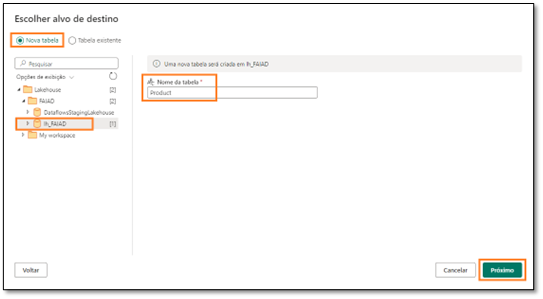 Escolher alvo de destino
Nova tabela Tabela existente
Pesquisar
Opções de exibição
Lakehouse [2]
FAIAD [2]
DataflowsStagingLakehouse
lh_FAIAD [1]
My workspace
Uma nova tabela será criada em lh_FAIAD
Nome da tabela *
Product
Voltar
Cancelar
Próximo